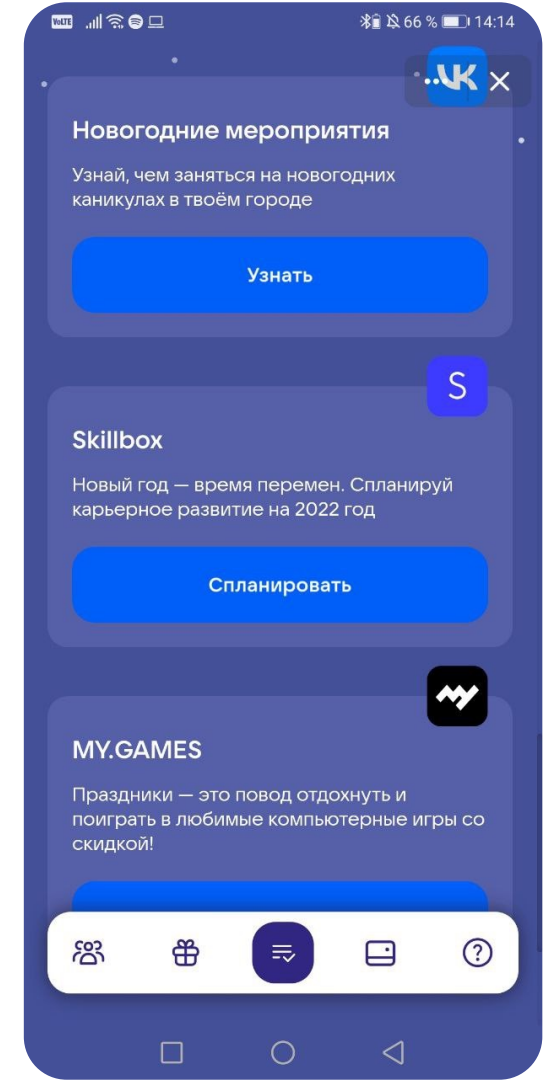 VoLTE 66 % 14:14
VK
Новогодние мероприятия
Узнай, чем заняться на новогодних
каникулах в твоём городе
Узнать
S
Skillbox
Новый год — время перемен. Спланируй
карьерное развитие на 2022 год
Спланировать
MY.GAMES
Праздники — это повод отдохнуть и
поиграть в любимые компьютерные игры со
скидкой!